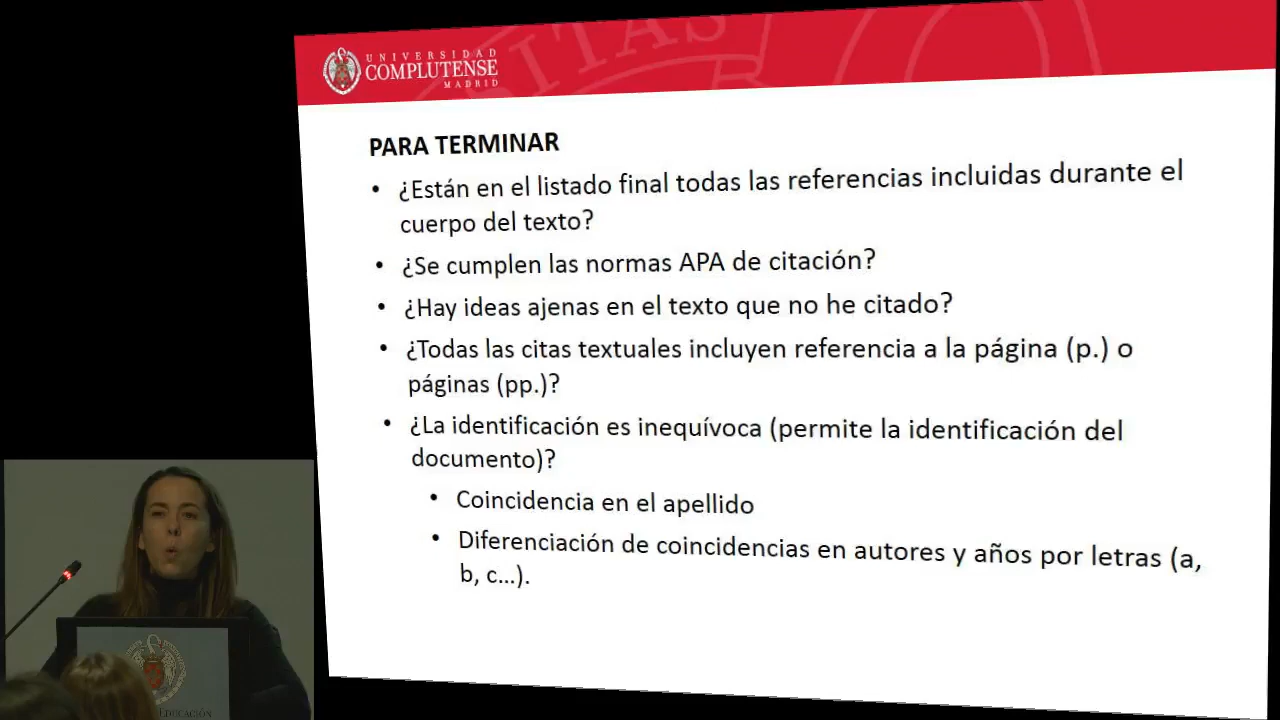 UNIVERSIDAD
COMPLUTENSE
MADRID
ITAS
PARA TERMINAR
• ¿Están en el listado final todas las referencias incluidas durante el
cuerpo del texto?
• ¿Se cumplen las normas APA de citación?
• ¿Hay ideas ajenas en el texto que no he citado?
• ¿Todas las citas textuales incluyen referencia a la página (p.) o
páginas (pp.)?
• ¿La identificación es inequívoca (permite la identificación del
documento)?
• Coincidencia en el apellido
• Diferenciación de coincidencias en autores y años por letras (a,
b, c...).
EDUCACIÓN